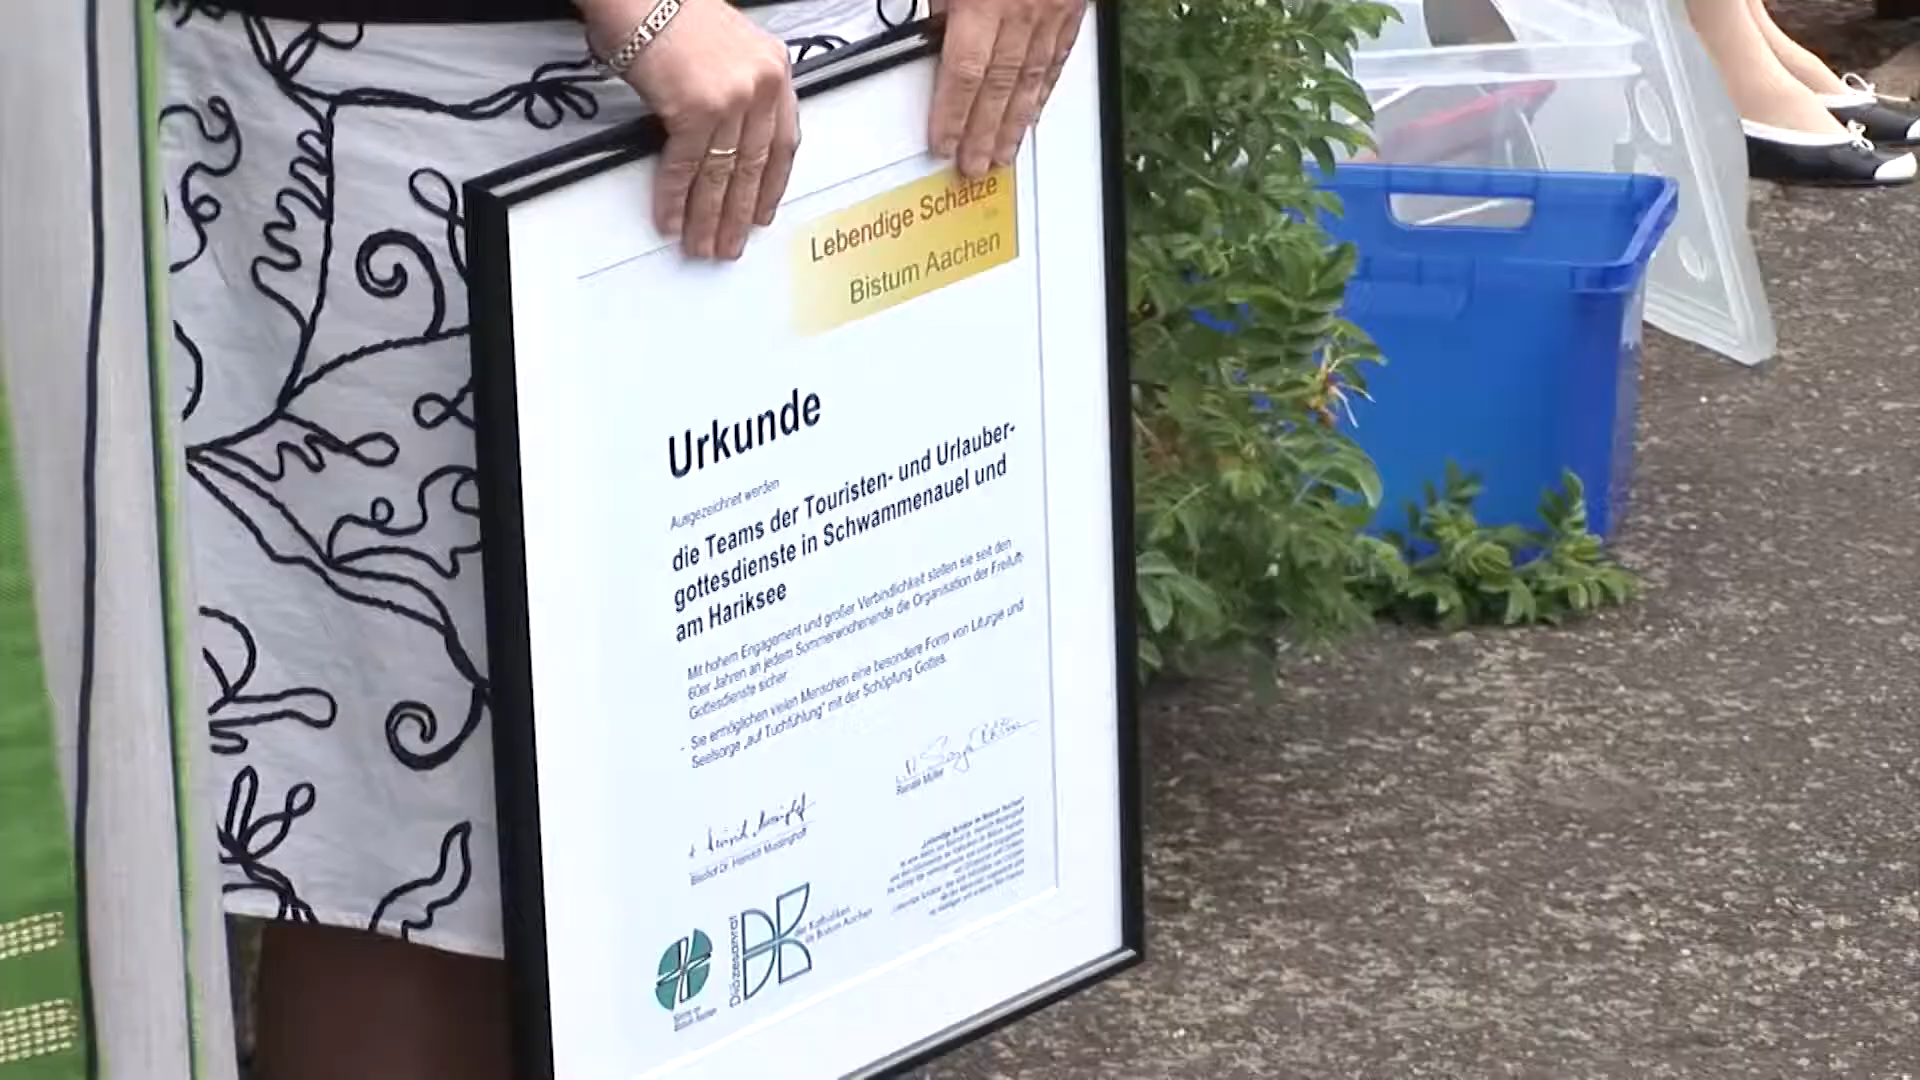 Lebendige Schätze
im
Bistum Aachen
Urkunde
Ausgezeichnet werden
die Teams der Touristen- und Urlauber-
gottesdienste in Schwammenauel und
am Hariksee
Mit hohem Engagement und großer Verbindlichkeit stellen sie seit den
60er Jahren an jedem Sommerwochenende die Organisation der Freiluft-
Gottesdienste sicher.
Sie ermöglichen vielen Menschen eine besondere Form von Liturgie und
Seelsorge „auf Tuchfühlung“ mit der Schöpfung Gottes.
Renate Müller
Bischof Dr. Heinrich Mussinghoff
Diözesanrat
der Katholiken
im Bistum Aachen